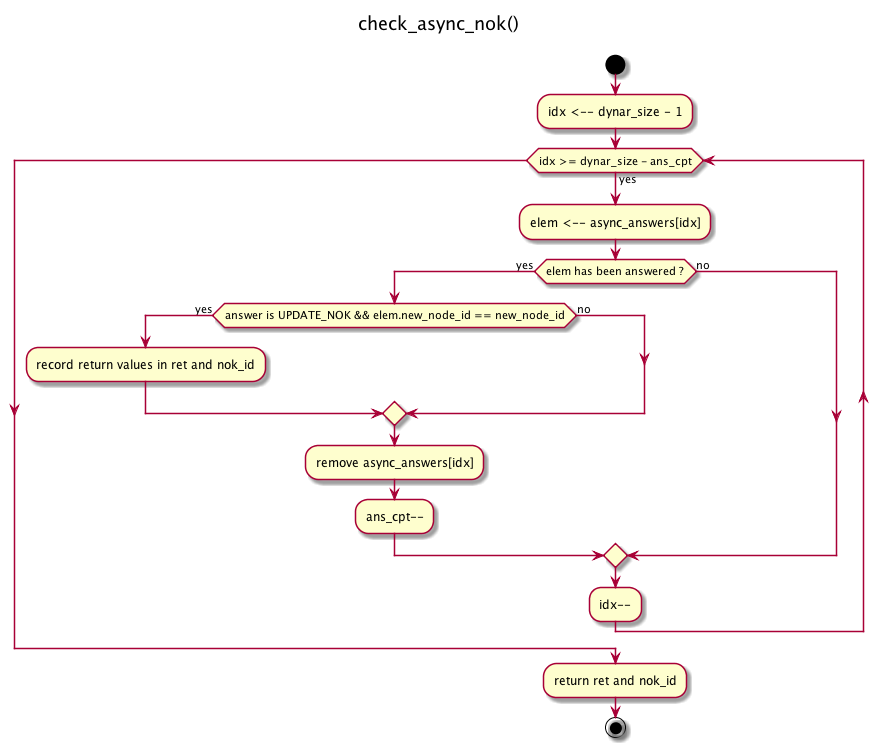 check_async_nok()
idx <-- dynar_size - 1
idx >= dynar_size - ans_cpt
yes
elem <-- async_answers[idx]
yes
elem has been answered ?
no
yes
answer is UPDATE_NOK && elem.new_node_id == new_node_id
no
record return values in ret and nok_id
remove async_answers[idx]
ans_cpt--
idx--
return ret and nok_id